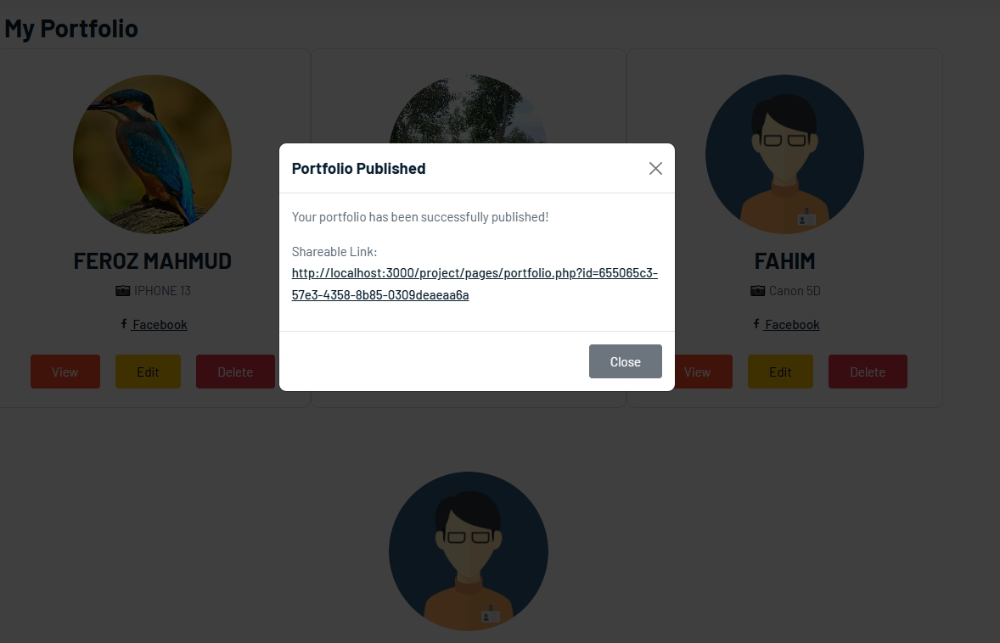 My Portfolio
Portfolio Published
Your portfolio has been successfully published!
Shareable Link:
http://localhost:3000/project/pages/portfolio.php?id=655065c3-
57e3-4358-8b85-0309deaeaa6a
Close
FEROZ MAHMUD
IPHONE 13
Facebook
View Edit Delete
FAHIM
Canon 5D
Facebook
View Edit Delete